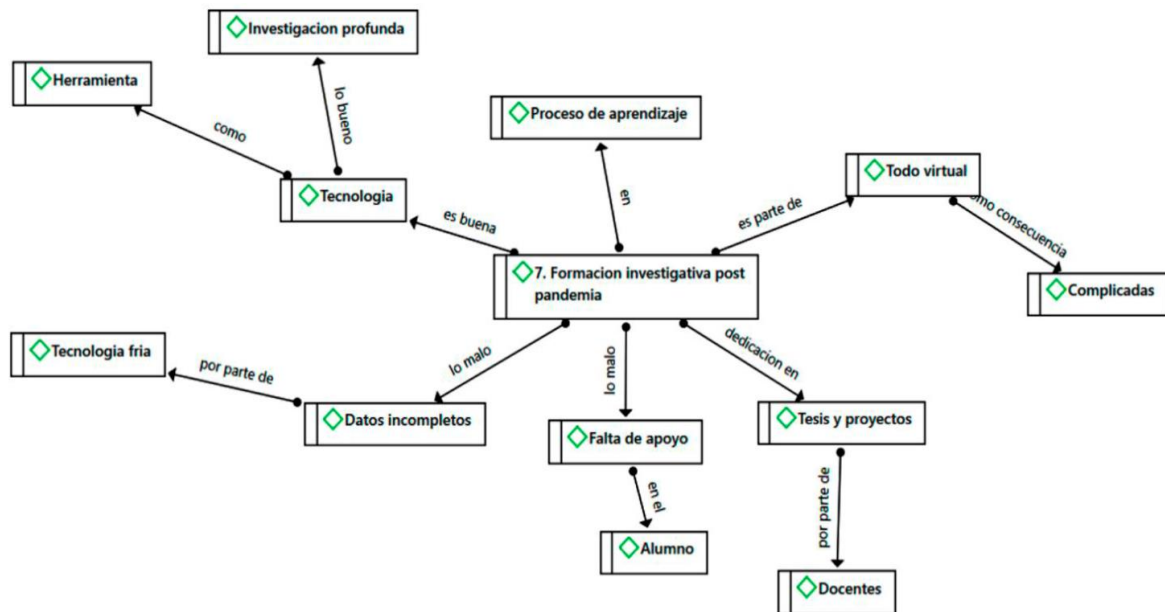 Investigacion profunda
Herramienta
lo bueno
Proceso de aprendizaje
como
Todo virtual
Tecnologia
en
es parte de
omo consecuencia
es buena
7. Formacion investigativa post
pandemia
Complicadas
Tecnologia fria
por parte de
lo malo
lo malo
dedicacion en
Datos incompletos
Tesis y proyectos
Falta de apoyo
en el
por parte de
Alumno
Docentes